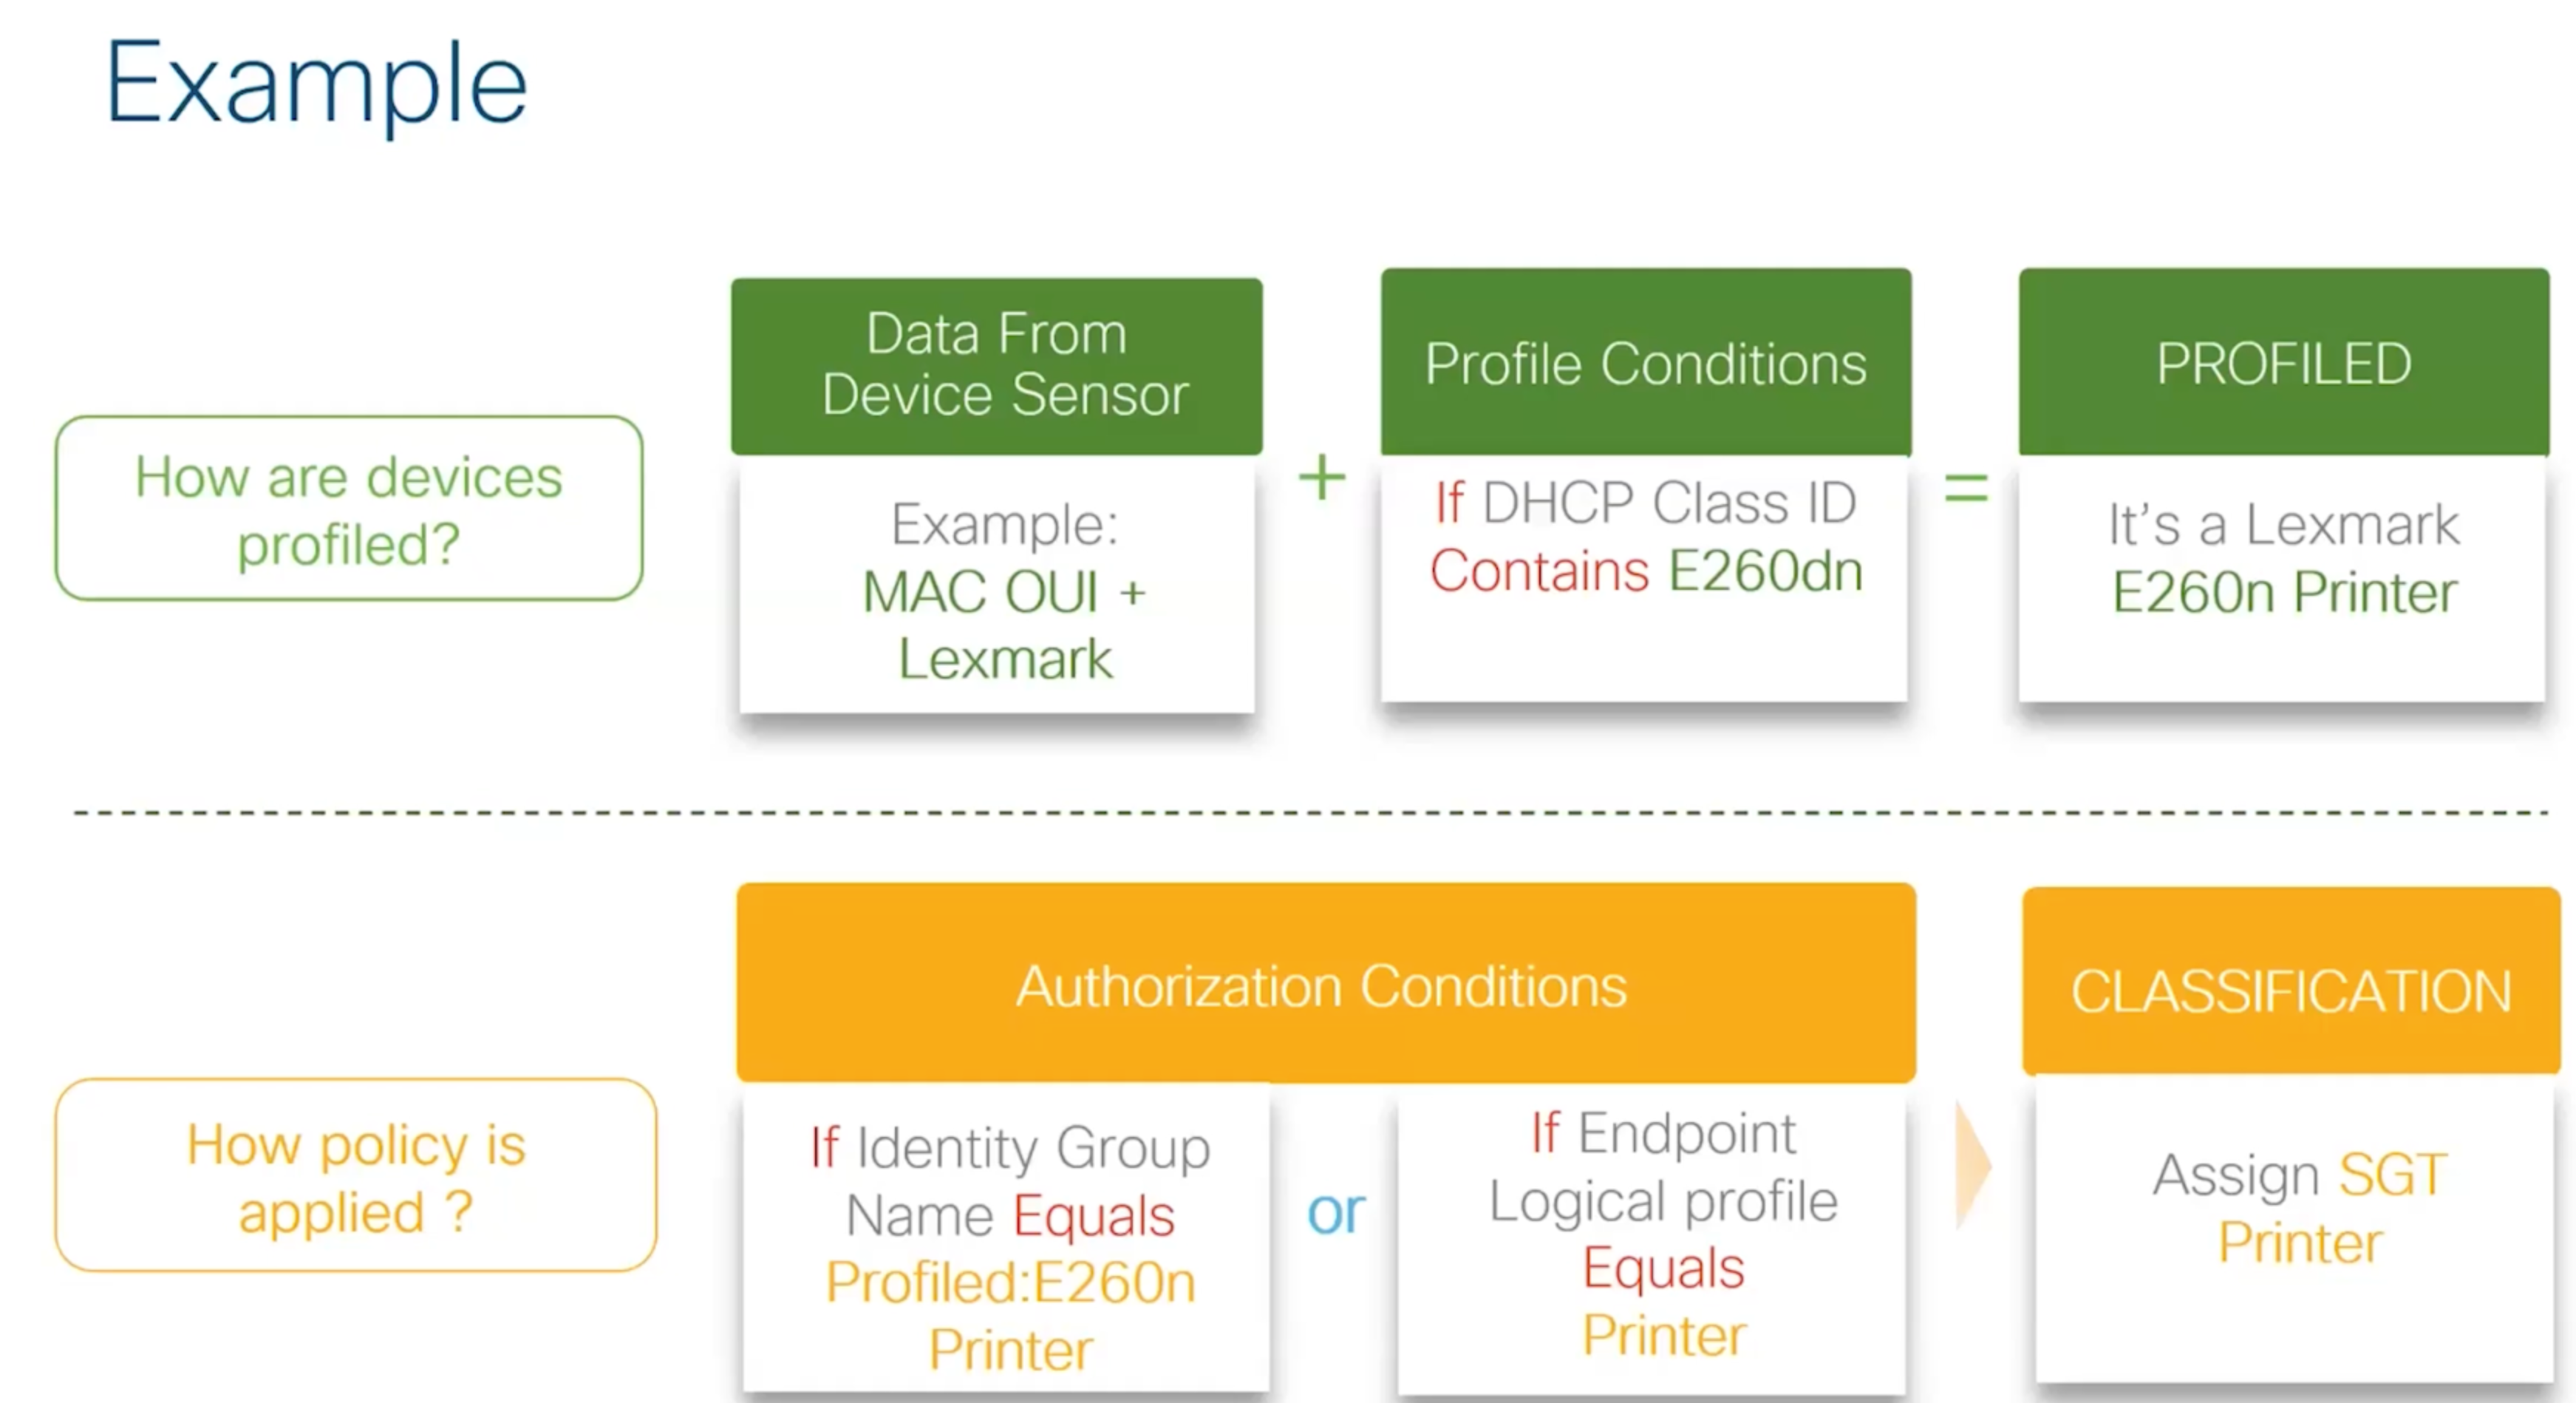 Example
How are devices
profiled?
Data From
Device Sensor
Example:
MAC OUI +
Lexmark
+
Profile Conditions
If DHCP Class ID
Contains E260dn
=
PROFILED
It's a Lexmark
E260n Printer
How policy is
applied ?
Authorization Conditions
If Identity Group
Name Equals
Profiled:E260n
Printer
or
If Endpoint
Logical profile
Equals
Printer
CLASSIFICATION
Assign SGT
Printer